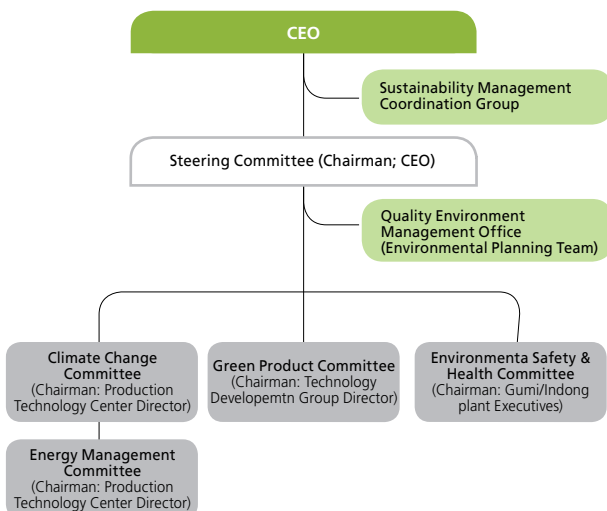 CEO
Sustainability Management
Coordination Group
Steering Committee (Chairman; CEO)
Quality Environment
Management Office
(Environmental Planning Team)
Climate Change
Committee
(Chairman: Production
Technology Center Director)
Green Product Committee
(Chairman: Technology
Developemtn Group Director)
Environmenta Safety &
Health Committee
(Chairman: Gumi/Indong
plant Executives)
Energy Management
Committee
(Chairman: Production
Technology Center Director)